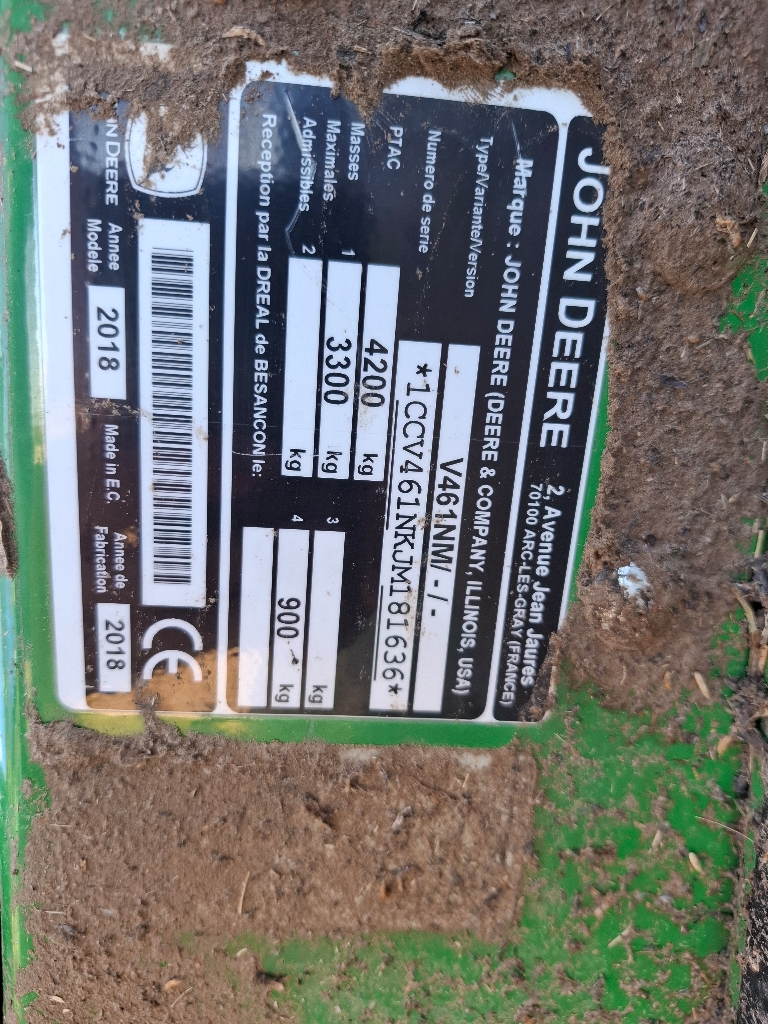 JOHN DEERE
2, Avenue Jean Jaures
70100 ARC-LES-GRAY (FRANCE)
Marque : JOHN DEERE (DEERE & COMPANY, ILLINOIS, USA)
Type/Variante/Version V461NM/ - / -
Numero de serie *1CCV461NKJM181636*
PTAC 4200 kg
Masses
Maximales
Admissibles
1 3300 kg
2 kg
3 kg
4 900 kg
Reception par la DREAL de BESANCON le:
N DEERE
Annee
Modele
2018
Made in E.C.
Annee de
Fabrication
2018
CE